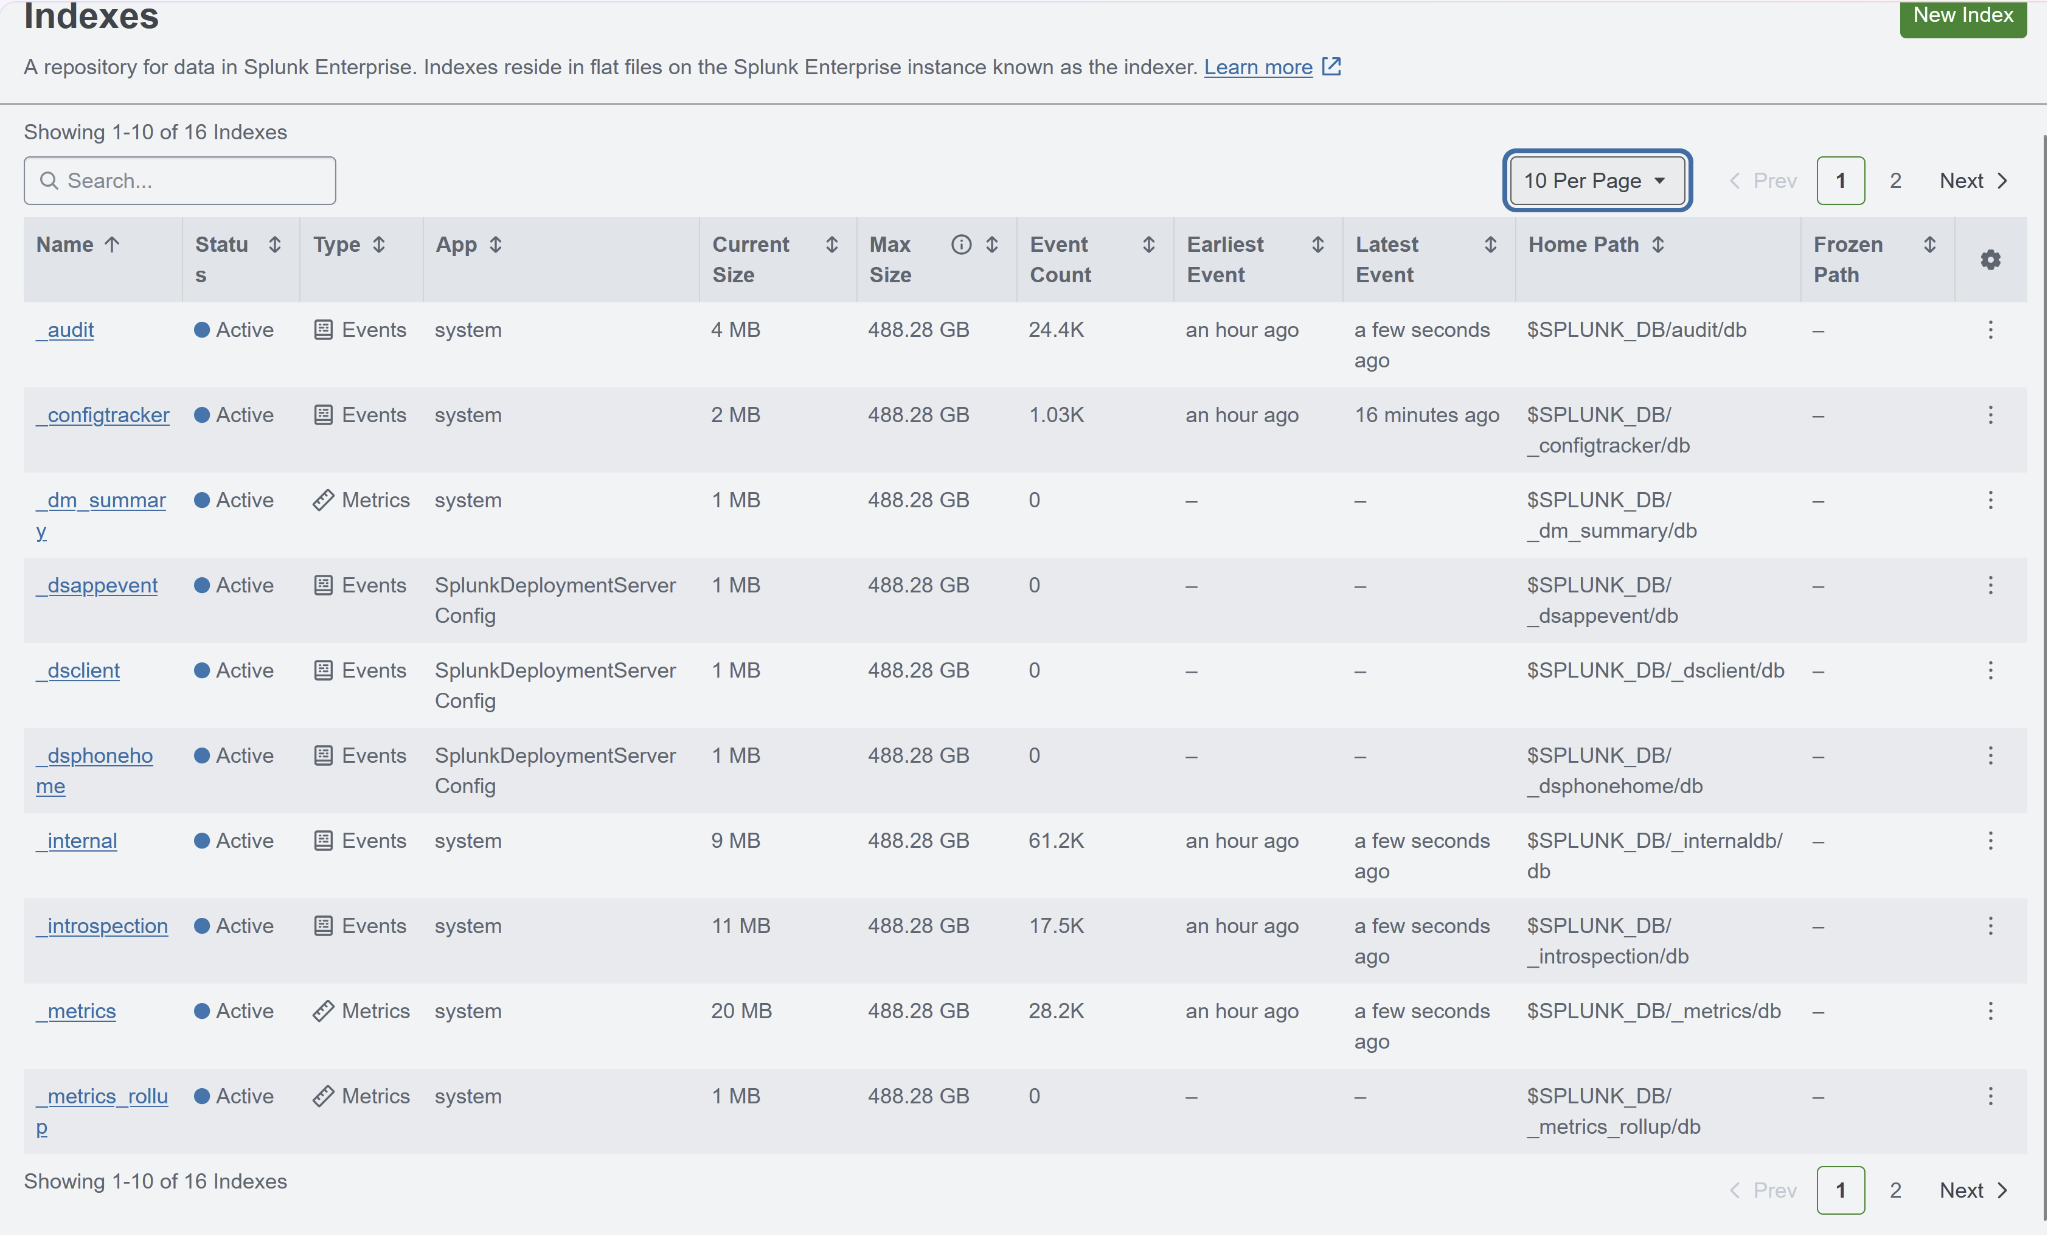 Indexes
New Index
A repository for data in Splunk Enterprise. Indexes reside in flat files on the Splunk Enterprise instance known as the indexer. Learn more
Showing 1-10 of 16 Indexes
Search...
10 Per Page
Prev 1 2 Next
Name Status Type App Current Size Max Size Event Count Earliest Event Latest Event Home Path Frozen Path
_audit Active Events system 4 MB 488.28 GB 24.4K an hour ago a few seconds ago $SPLUNK_DB/audit/db –
_configtracker Active Events system 2 MB 488.28 GB 1.03K an hour ago 16 minutes ago $SPLUNK_DB/_configtracker/db –
_dm_summary Active Metrics system 1 MB 488.28 GB 0 – – $SPLUNK_DB/_dm_summary/db –
_dsappevent Active Events SplunkDeploymentServerConfig 1 MB 488.28 GB 0 – – $SPLUNK_DB/_dsappevent/db –
_dsclient Active Events SplunkDeploymentServerConfig 1 MB 488.28 GB 0 – – $SPLUNK_DB/_dsclient/db –
_dsphonehome Active Events SplunkDeploymentServerConfig 1 MB 488.28 GB 0 – – $SPLUNK_DB/_dsphonehome/db –
_internal Active Events system 9 MB 488.28 GB 61.2K an hour ago a few seconds ago $SPLUNK_DB/_internaldb/db –
_introspection Active Events system 11 MB 488.28 GB 17.5K an hour ago a few seconds ago $SPLUNK_DB/_introspection/db –
_metrics Active Metrics system 20 MB 488.28 GB 28.2K an hour ago a few seconds ago $SPLUNK_DB/_metrics/db –
_metrics_rollup Active Metrics system 1 MB 488.28 GB 0 – – $SPLUNK_DB/_metrics_rollup/db –
Showing 1-10 of 16 Indexes
Prev 1 2 Next